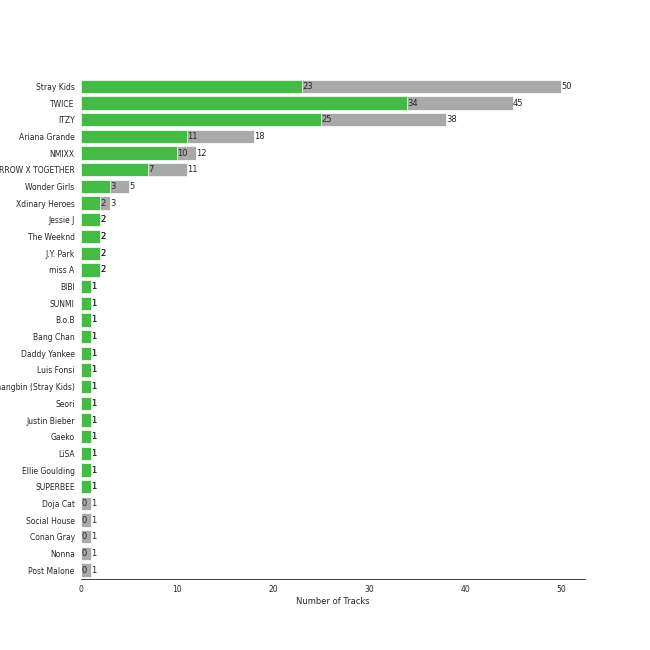 Stray Kids 23 50
TWICE 34 45
ITZY 25 38
Ariana Grande 11 18
NMIXX 10 12
RROW X TOGETHER 7 11
Wonder Girls 3 5
Xdinary Heroes 2 3
Jessie J 2
The Weeknd 2
J.Y. Park 2
miss A 2
BIBI 1
SUNMI 1
B.o.B 1
Bang Chan 1
Daddy Yankee 1
Luis Fonsi 1
angbin (Stray Kids) 1
Seori 1
Justin Bieber 1
Gaeko 1
LiSA 1
Ellie Goulding 1
SUPERBEE 1
Doja Cat 0 1
Social House 0 1
Conan Gray 0 1
Nonna 0 1
Post Malone 0 1
0 10 20 30 40 50
Number of Tracks